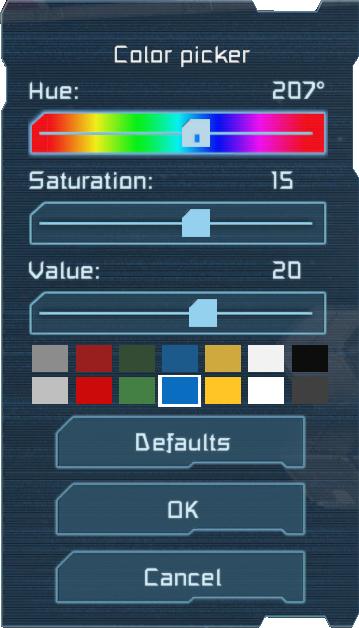 Color picker
Hue: 207°
Saturation: 15
Value: 20
Defaults
OK
Cancel